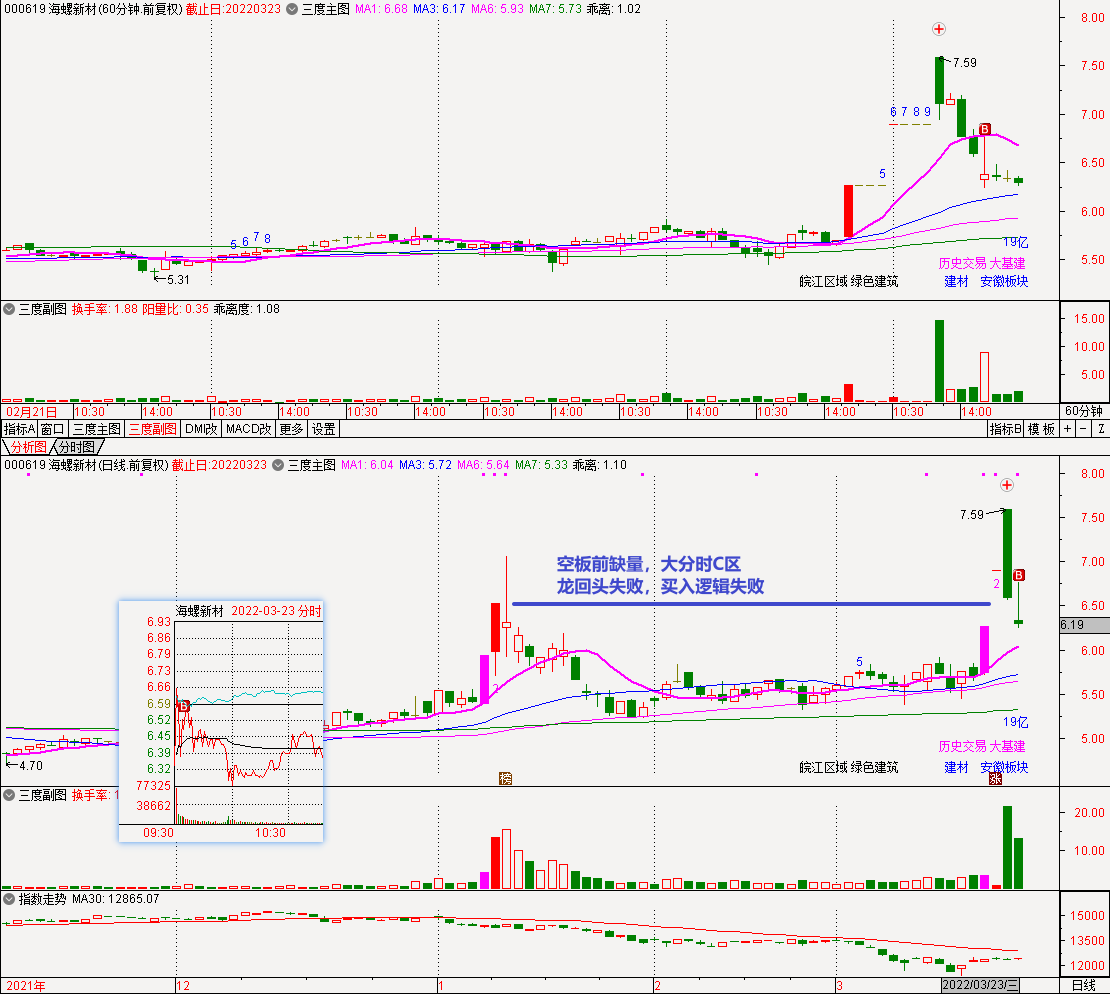 000619 海螺新材(60分钟.前复权) 截止日:20220323 三度主图 MA1: 6.68 MA3: 6.17 MA6: 5.93 MA7: 5.73 乖离: 1.02
8.00
7.59
7.50
6 7 8 9
7.00
B
6.50
5
6.00
5 6 7 8
19亿
5.50
历史交易 大基建
5.31
皖江区域 绿色建筑 建材 安徽板块
三度副图 换手率: 1.88 阳量比: 0.35 乖离度: 1.08
15.00
10.00
5.00
02月21日 10:30 14:00 10:30 14:00 10:30 14:00 10:30 14:00 10:30 14:00 10:30 14:00 10:30 14:00 60分钟
指标A 窗口 三度主图 三度副图 DMI改 MACD改 更多 设置 指标B 模板 + - Z
分析图 分时图
000619 海螺新材(日线.前复权) 截止日:20220323 三度主图 MA1: 6.04 MA3: 5.72 MA6: 5.64 MA7: 5.33 乖离: 1.10
8.00
7.59
7.50
7.00
空板前缺量，大分时C区
龙回头失败，买入逻辑失败
2
B
6.50
6.19
6.00
5
5.50
19亿
5.00
历史交易 大基建
4.70
皖江区域 绿色建筑 建材 安徽板块
榜
涨
海螺新材 2022-03-23 分时
6.93
6.86
6.79
6.73
6.66
6.59
B
6.52
6.45
6.39
6.32
77325
38662
09:30 10:30
三度副图 换手率: 1
20.00
10.00
指数走势 MA30: 12865.07
15000
13500
12000
2021年 12 1 2 3 2022/03/23/三 日线